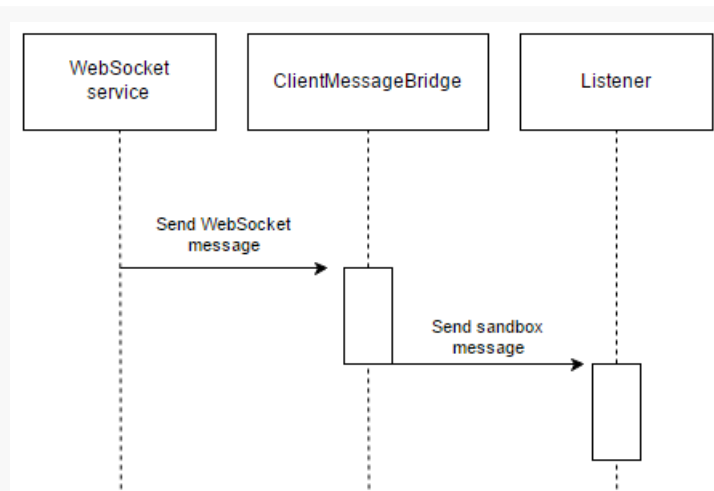 WebSocket
service
ClientMessageBridge
Listener
Send WebSocket
message
Send sandbox
message